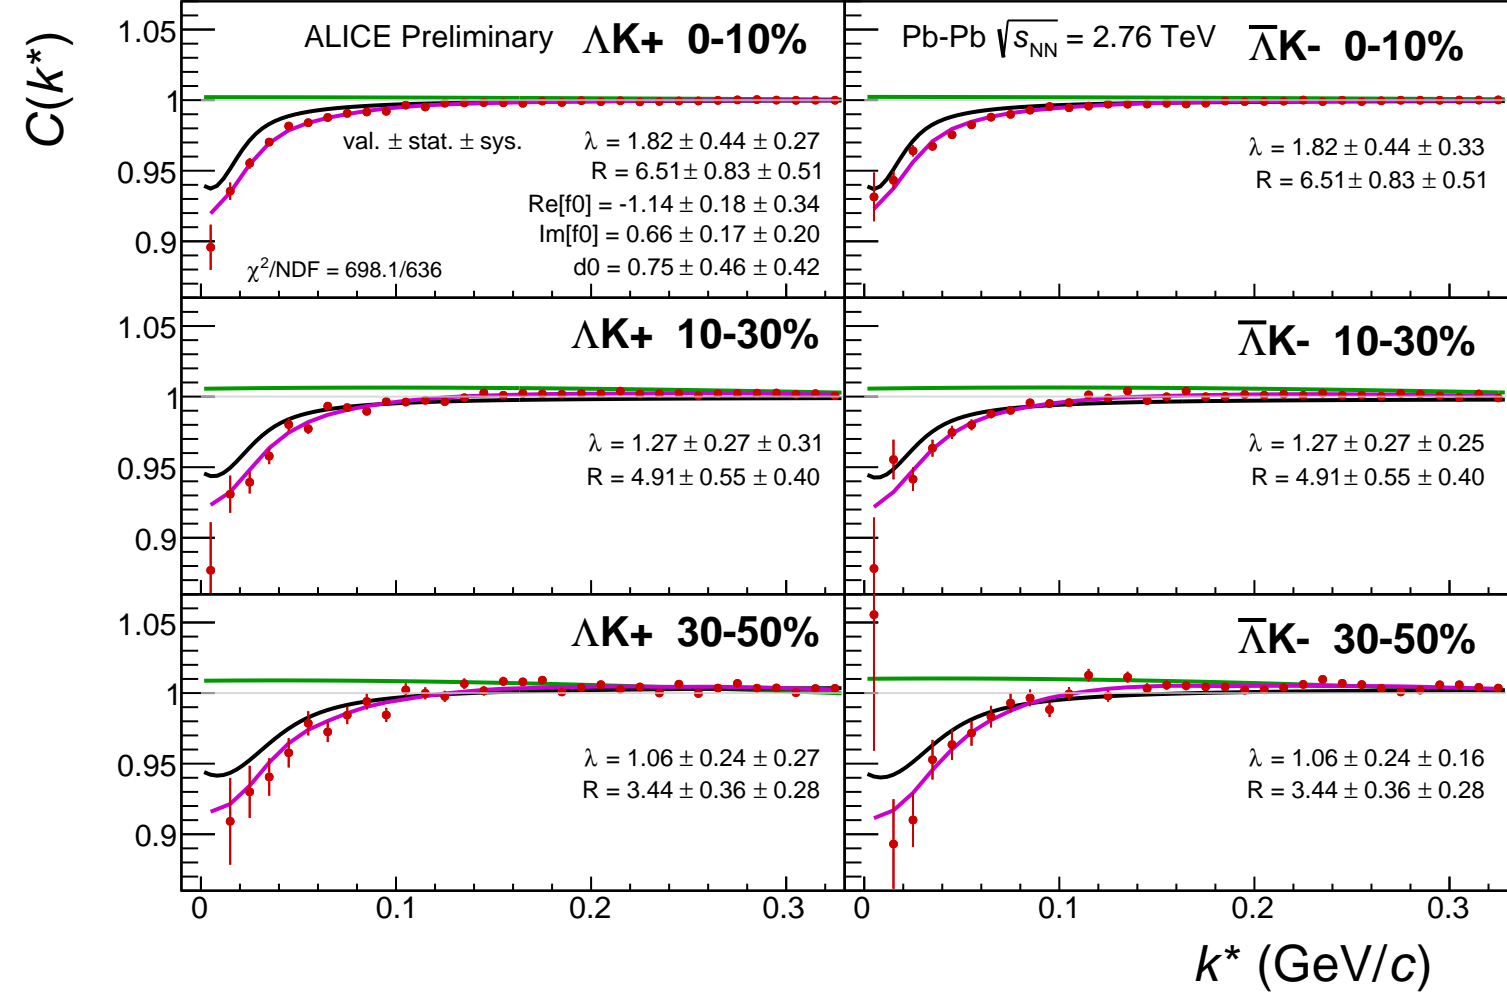 C(k*)
ALICE Preliminary ΛK+ 0-10%
1.05
1
0.95
0.9
val. ± stat. ± sys.
λ = 1.82 ± 0.44 ± 0.27
R = 6.51± 0.83 ± 0.51
Re[f0] = -1.14 ± 0.18 ± 0.34
Im[f0] = 0.66 ± 0.17 ± 0.20
d0 = 0.75 ± 0.46 ± 0.42
χ²/NDF = 698.1/636
Pb-Pb √s_NN = 2.76 TeV Λ̅K- 0-10%
λ = 1.82 ± 0.44 ± 0.33
R = 6.51± 0.83 ± 0.51
ΛK+ 10-30%
1.05
1
0.95
0.9
λ = 1.27 ± 0.27 ± 0.31
R = 4.91± 0.55 ± 0.40
Λ̅K- 10-30%
λ = 1.27 ± 0.27 ± 0.25
R = 4.91± 0.55 ± 0.40
ΛK+ 30-50%
1.05
1
0.95
0.9
λ = 1.06 ± 0.24 ± 0.27
R = 3.44 ± 0.36 ± 0.28
Λ̅K- 30-50%
λ = 1.06 ± 0.24 ± 0.16
R = 3.44 ± 0.36 ± 0.28
0 0.1 0.2 0.3 0 0.1 0.2 0.3
k* (GeV/c)